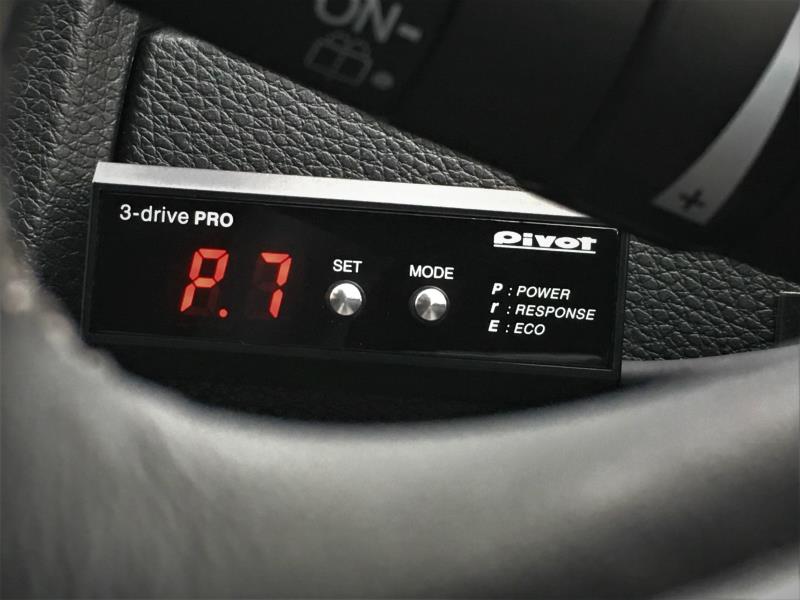 ON-
3-drive PRO
Pivot
P.7
SET
MODE
P : POWER
r : RESPONSE
E : ECO
+